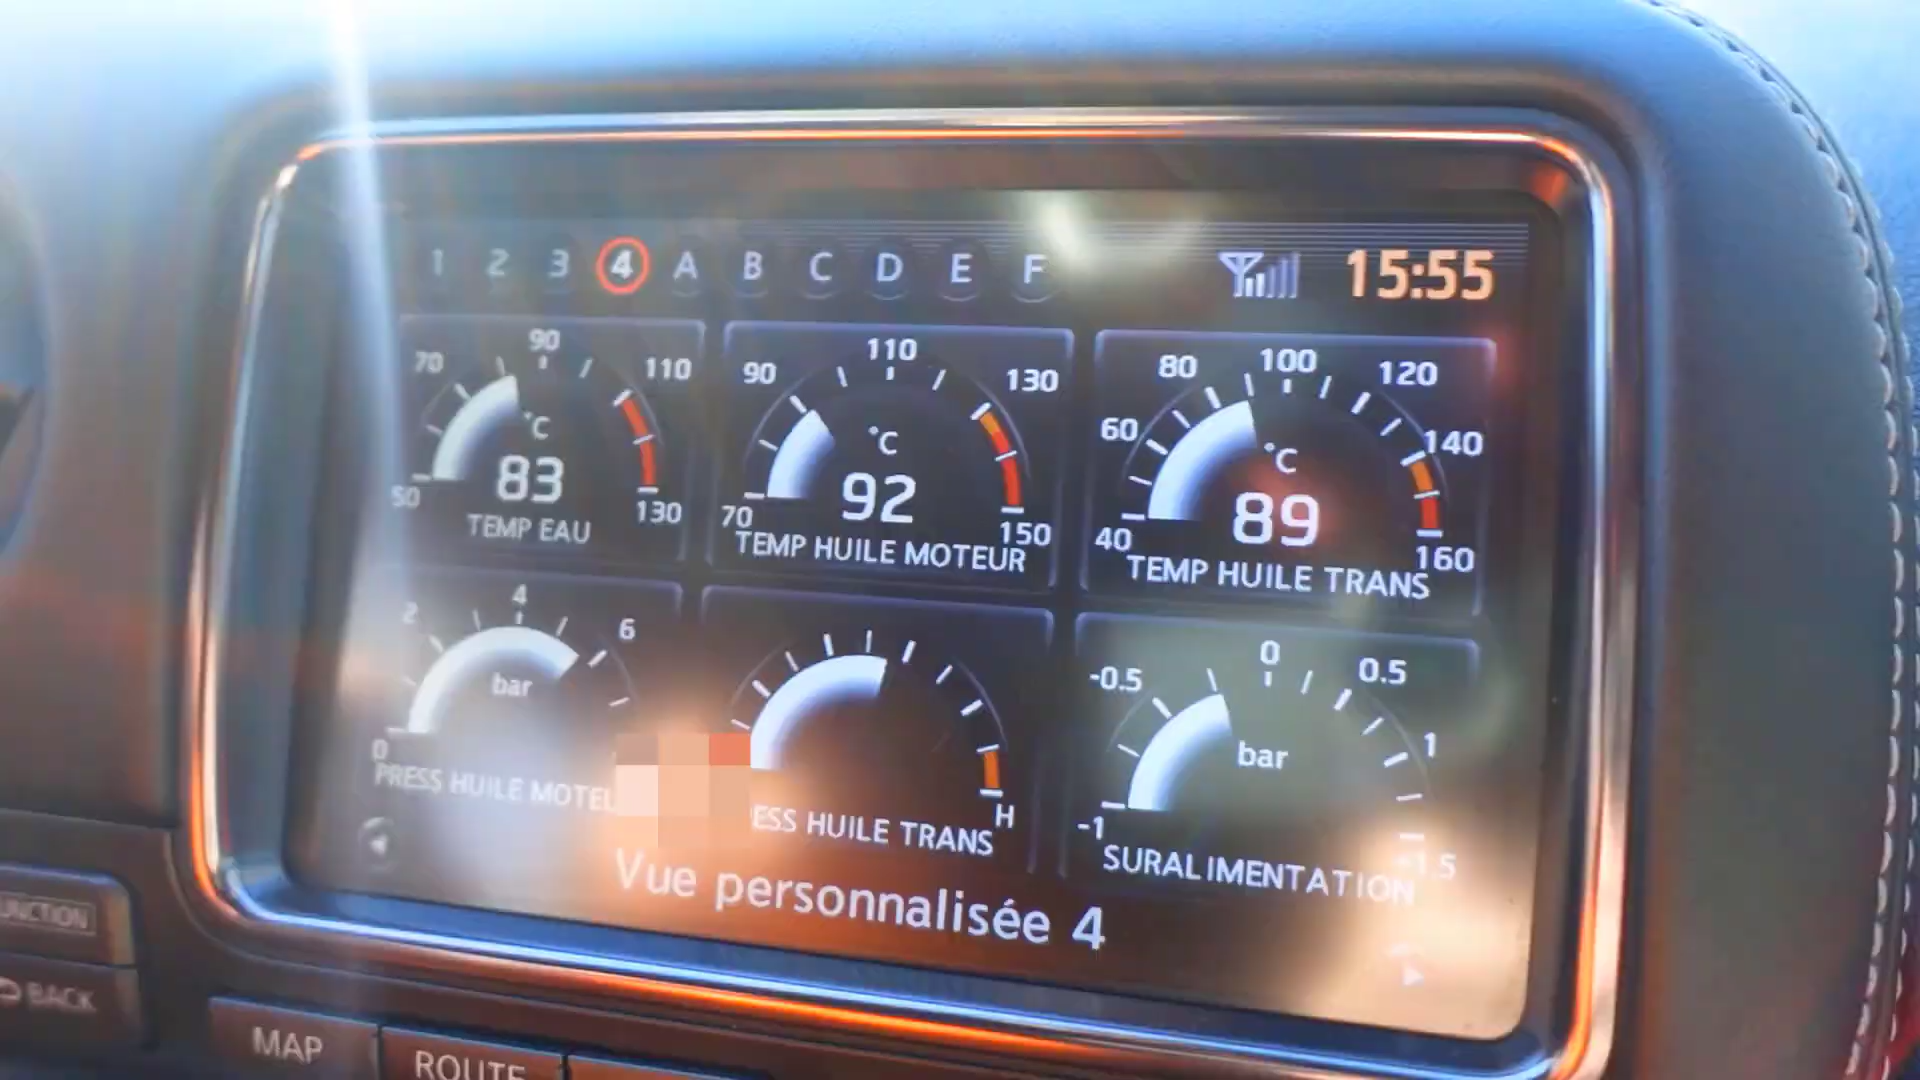 1 2 3 4 A B C D E F 15:55
50 70 90 110 130
°C
83
TEMP EAU
70 90 110 130 150
°C
92
TEMP HUILE MOTEUR
40 60 80 100 120 140 160
°C
89
TEMP HUILE TRANS
0 2 4 6
bar
PRESS HUILE
H
HUILE TRANS
-1 -0.5 0 0.5 1 1.5
bar
SURALIMENTATION
Vue personnalisée 4
BACK
MAP
ROUTE